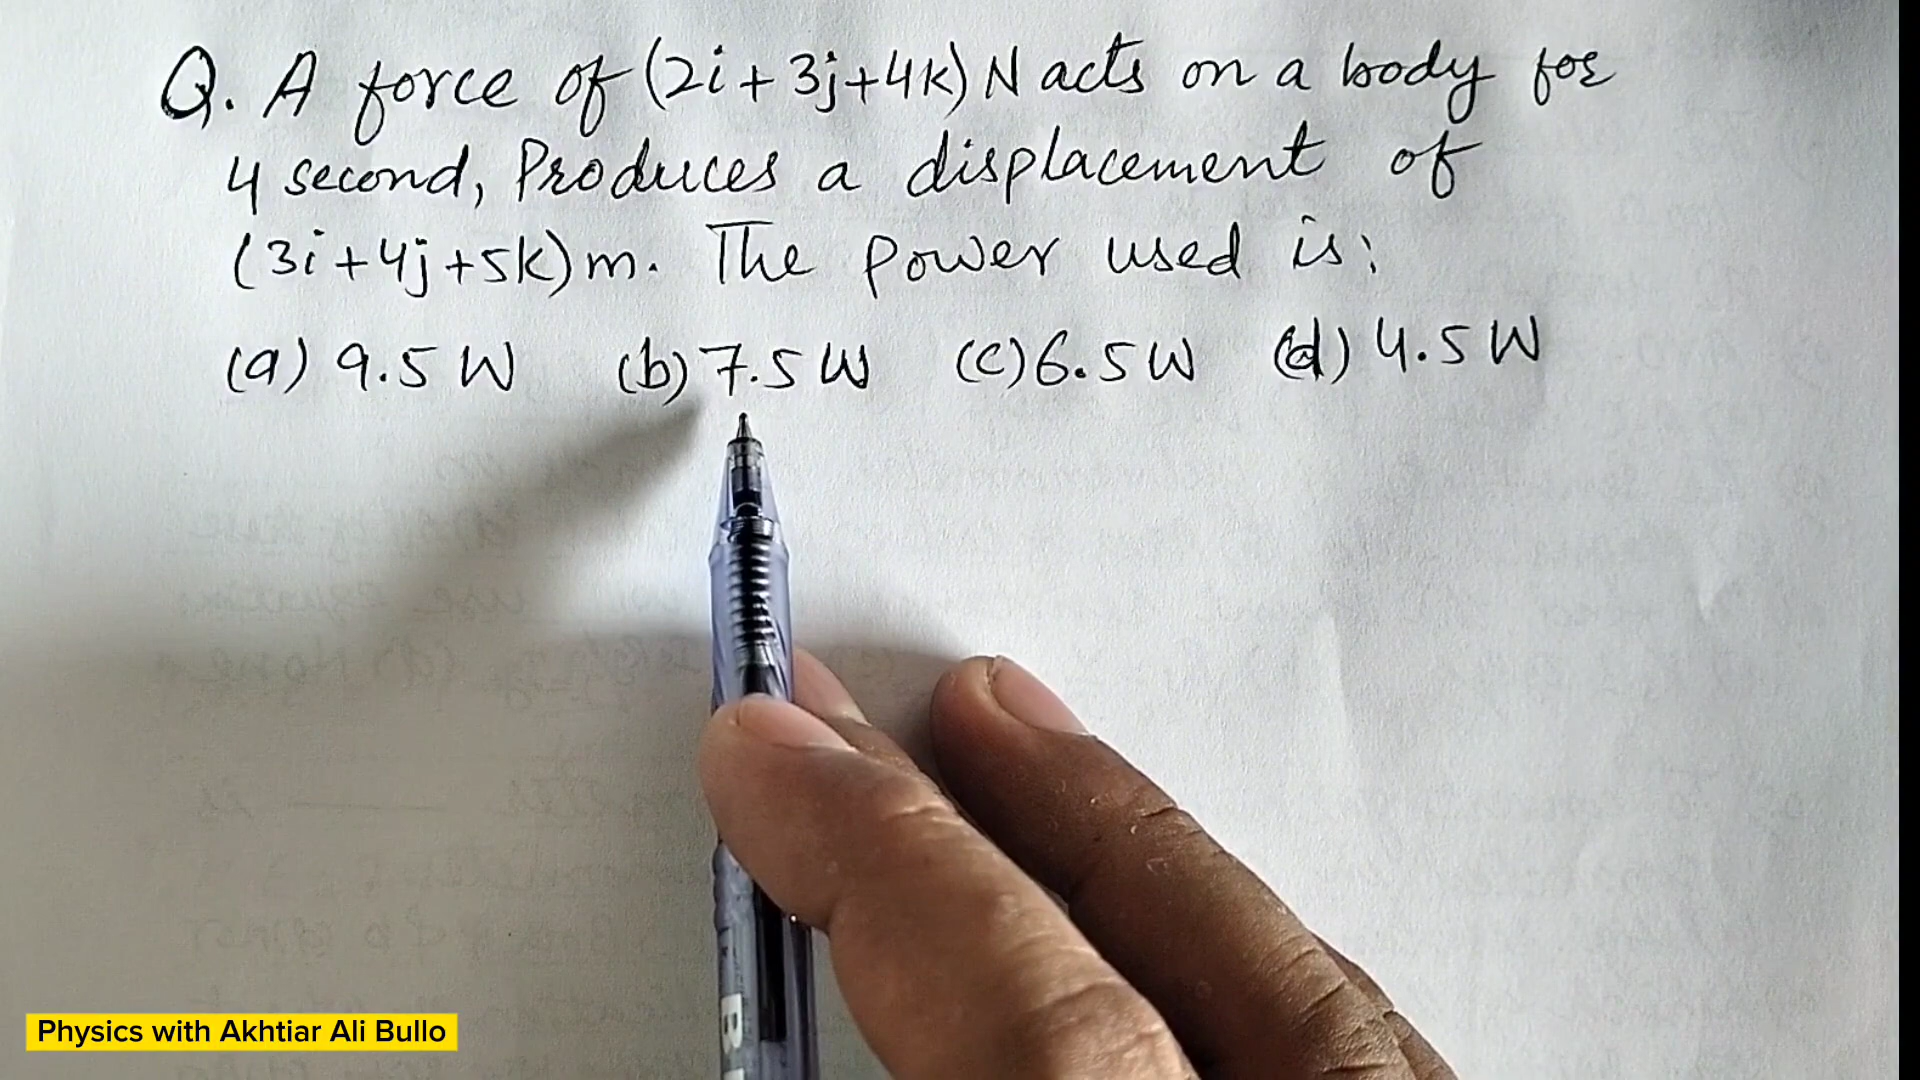 Q. A force of (2i+3j+4k) N acts on a body for
4 second, Produces a displacement of
(3i+4j+5k)m. The power used is:
(a) 9.5 W (b) 7.5 W (c) 6.5 W (d) 4.5 W
Physics with Akhtiar Ali Bullo